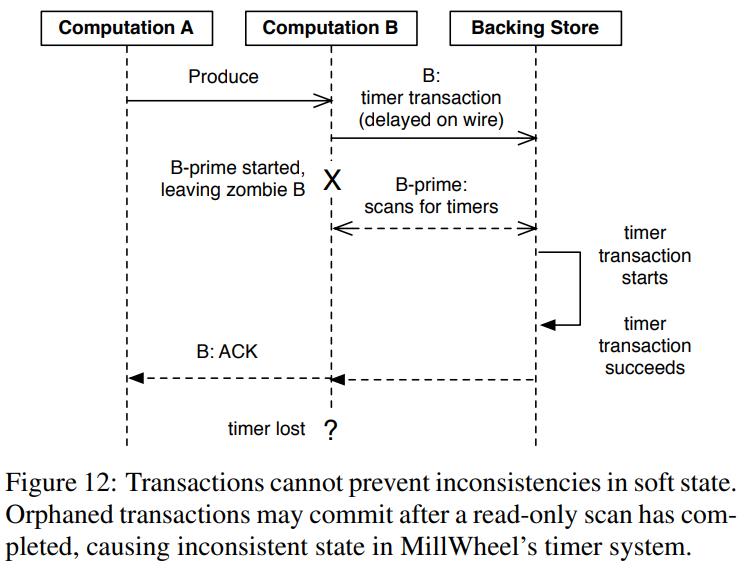 Computation A
Computation B
Backing Store
Produce
B:
timer transaction
(delayed on wire)
B-prime started,
leaving zombie B
X
B-prime:
scans for timers
timer
transaction
starts
timer
transaction
succeeds
B: ACK
timer lost
?
Figure 12: Transactions cannot prevent inconsistencies in soft state.
Orphaned transactions may commit after a read-only scan has com-
pleted, causing inconsistent state in MillWheel's timer system.